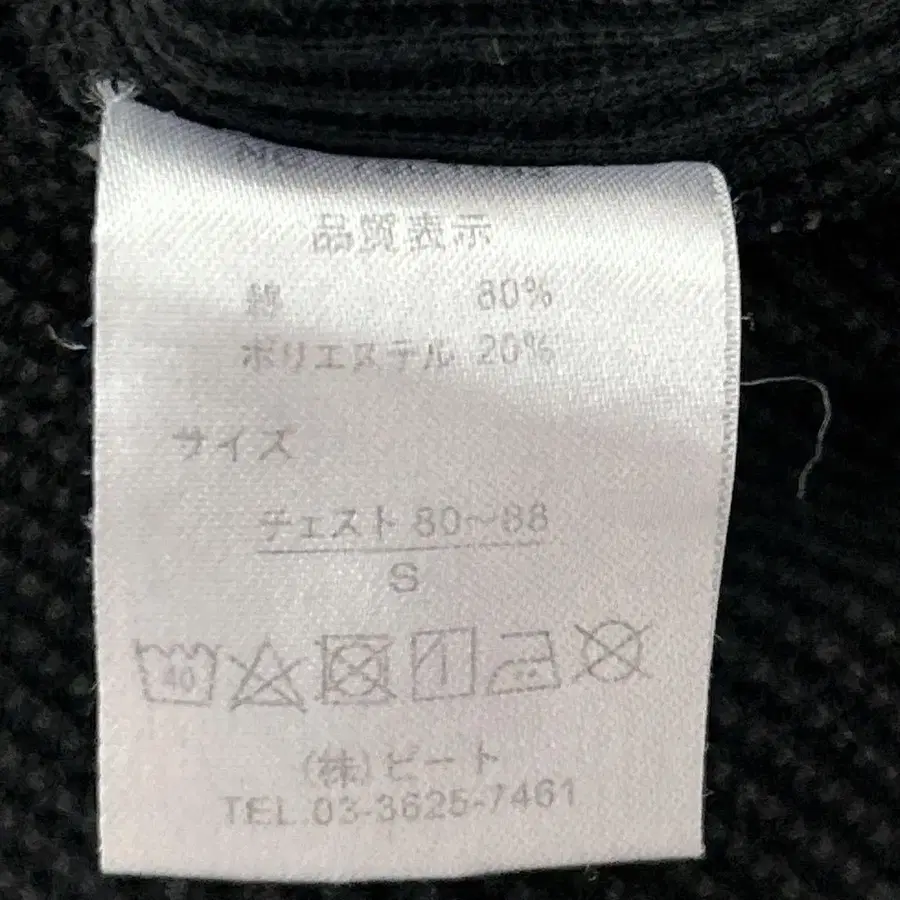 品質表示
綿 80%
ポリエステル 20%
サイズ
チェスト 80～88
S
40
(株)ビート
TEL.03-3625-7461